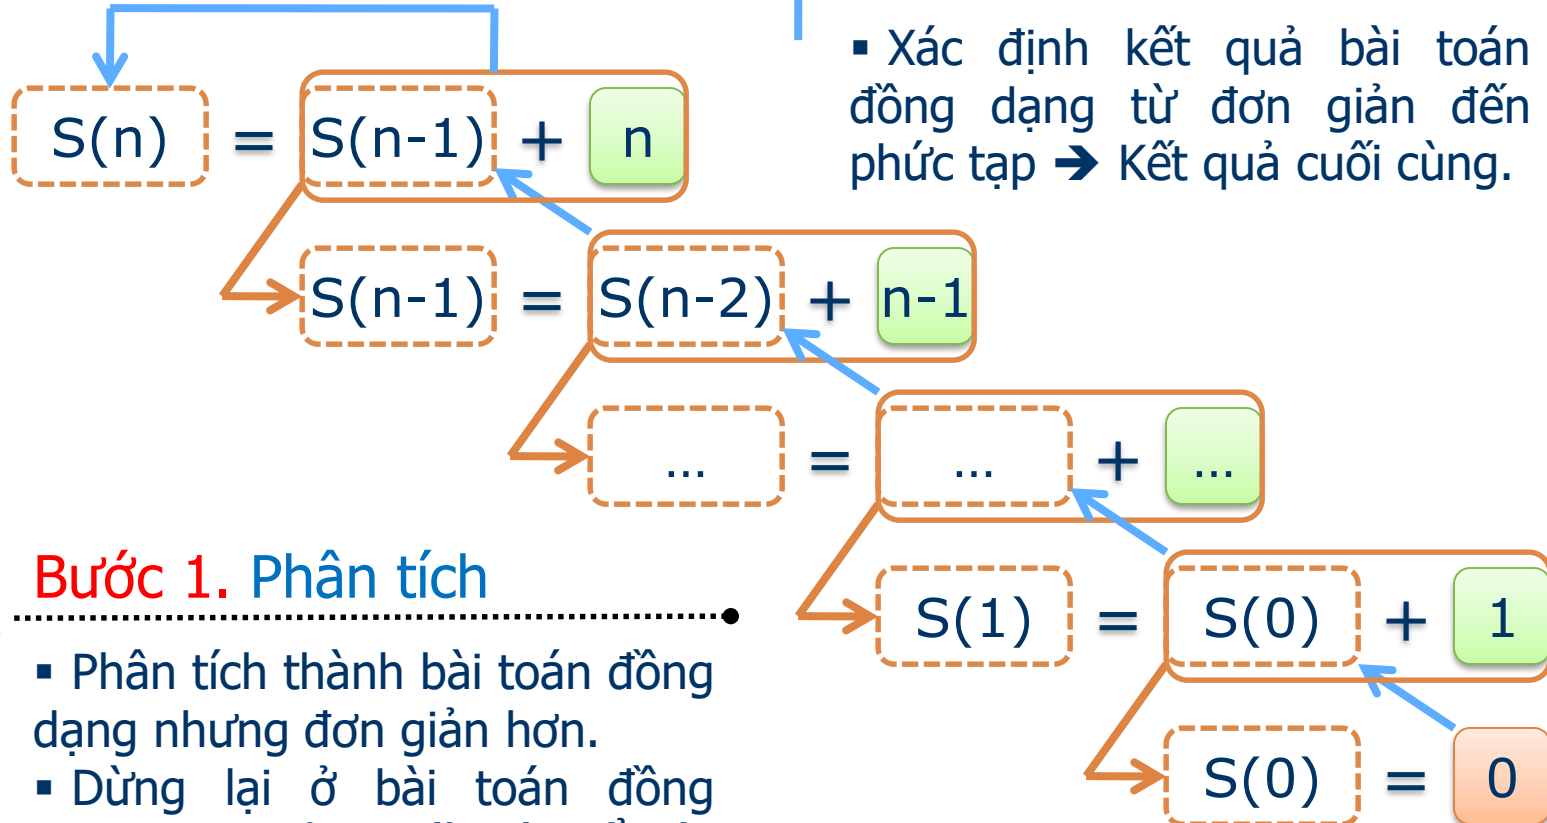 ▪ Xác định kết quả bài toán
đồng dạng từ đơn giản đến
phức tạp ➔ Kết quả cuối cùng.
S(n) = S(n-1) + n
S(n-1) = S(n-2) + n-1
... = ... + ...
S(1) = S(0) + 1
S(0) = 0
Bước 1. Phân tích
▪ Phân tích thành bài toán đồng
dạng nhưng đơn giản hơn.
▪ Dừng lại ở bài toán đồng